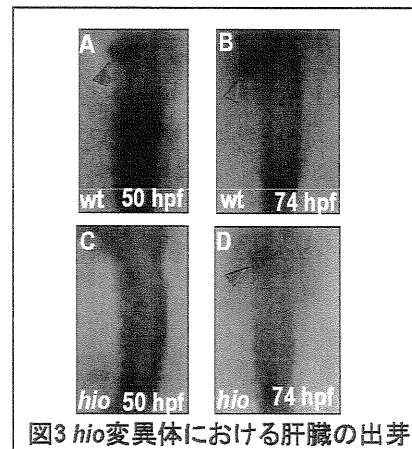 A
B
wt 50 hpf
wt 74 hpf
C
D
hio 50 hpf
hio 74 hpf
図3 hio変異体における肝臓の出芽